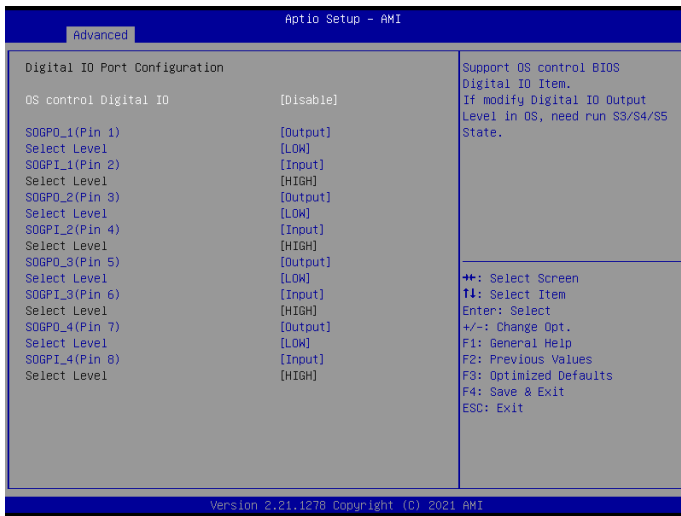 Aptio Setup – AMI
Advanced
Digital IO Port Configuration
OS control Digital IO [Disable]
SOGPO_1(Pin 1) [Output]
Select Level [LOW]
SOGPI_1(Pin 2) [Input]
Select Level [HIGH]
SOGPO_2(Pin 3) [Output]
Select Level [LOW]
SOGPI_2(Pin 4) [Input]
Select Level [HIGH]
SOGPO_3(Pin 5) [Output]
Select Level [LOW]
SOGPI_3(Pin 6) [Input]
Select Level [HIGH]
SOGPO_4(Pin 7) [Output]
Select Level [LOW]
SOGPI_4(Pin 8) [Input]
Select Level [HIGH]
Support OS control BIOS
Digital IO Item.
If modify Digital IO Output
Level in OS, need run S3/S4/S5
State.
→←: Select Screen
↑↓: Select Item
Enter: Select
+/-: Change Opt.
F1: General Help
F2: Previous Values
F3: Optimized Defaults
F4: Save & Exit
ESC: Exit
Version 2.21.1278 Copyright (C) 2021 AMI